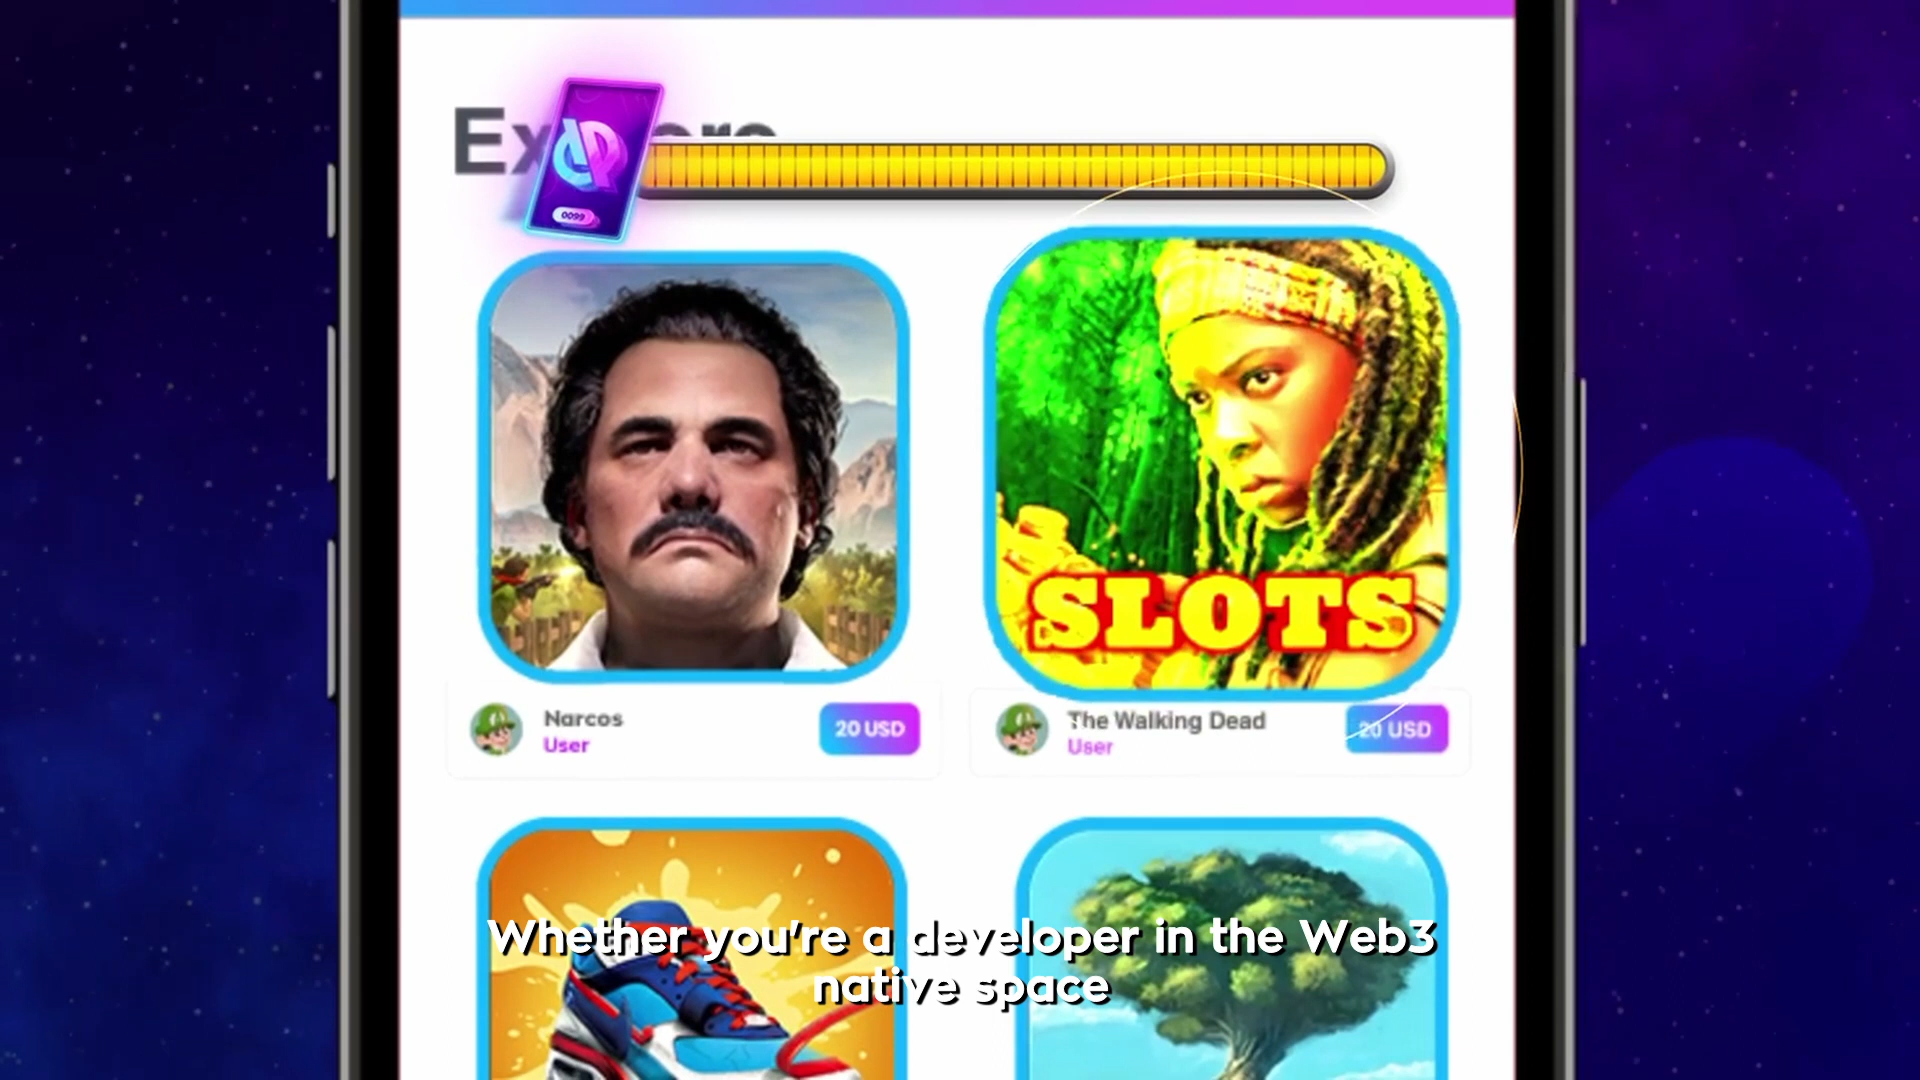 Ex
0099
SLOTS
Narcos
User
20 USD
The Walking Dead
User
20 USD
Whether you're a developer in the Web3
native space